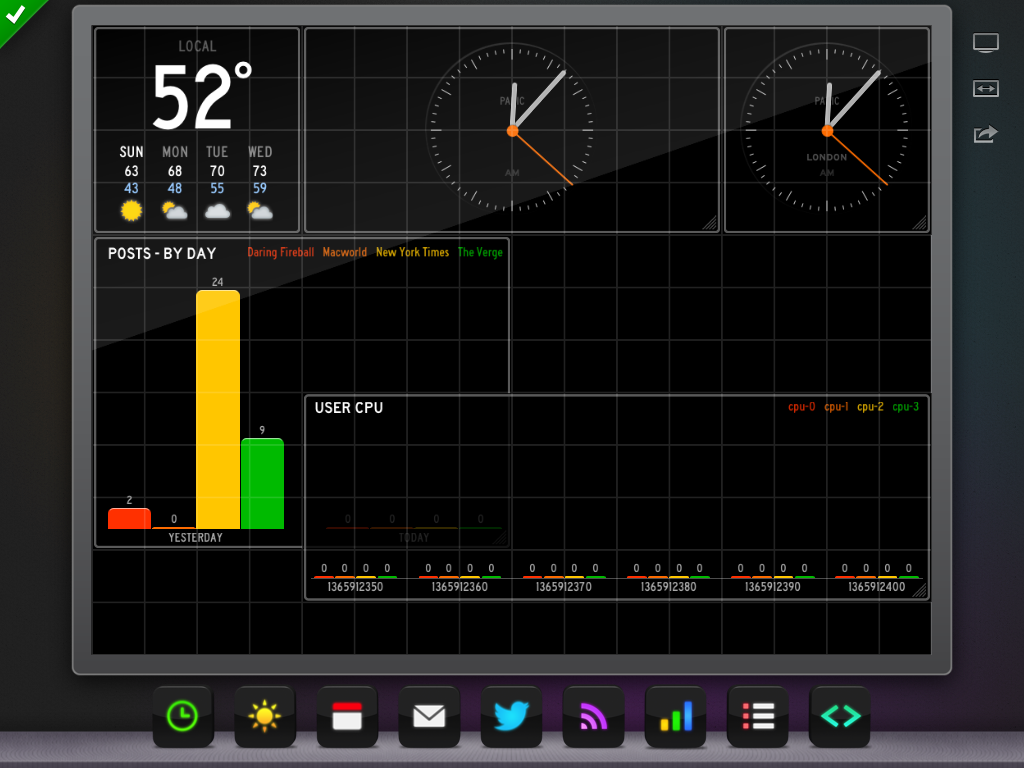 LOCAL
52°
SUN MON TUE WED
63 68 70 73
43 48 55 59
PANIC
AM
PANIC
LONDON
AM
POSTS - BY DAY Daring Fireball Macworld New York Times The Verge
24
9
2
0
YESTERDAY
0 0 0 0
TODAY
USER CPU cpu-0 cpu-1 cpu-2 cpu-3
0 0 0 0 0 0 0 0 0 0 0 0 0 0 0 0 0 0 0 0 0 0 0 0
1365912350 1365912360 1365912370 1365912380 1365912390 1365912400